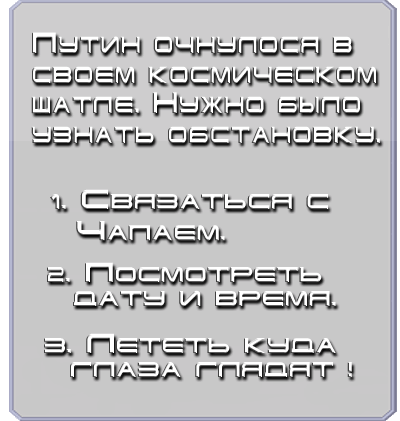 Путин очнулося в
своем космическом
шатле. Нужно было
узнать обстановку.
1. Связаться с
Чапаем.
2. Посмотреть
дату и время.
3. Лететь куда
глаза глядят !